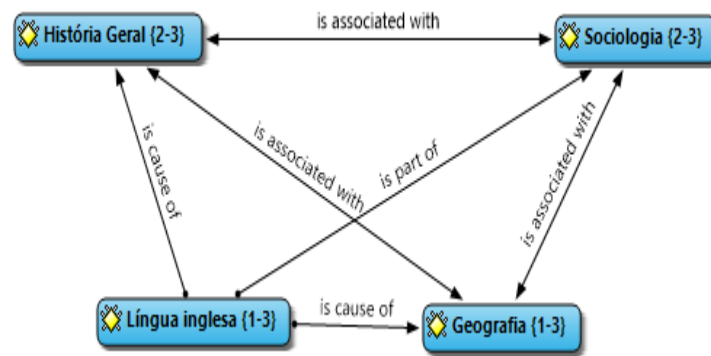 is associated with
História Geral {2-3}
Sociologia {2-3}
is cause of
is associated with
is part of
is associated with
Língua inglesa {1-3}
is cause of
Geografia {1-3}